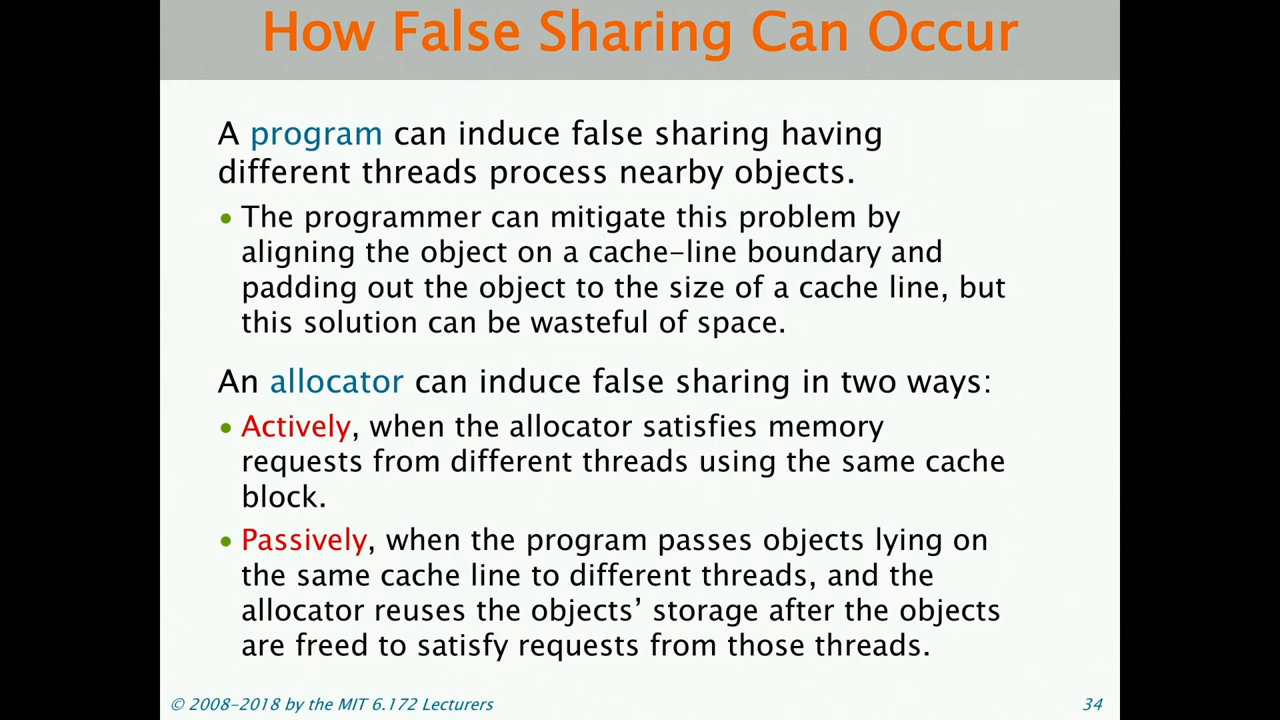 How False Sharing Can Occur
A program can induce false sharing having
different threads process nearby objects.
• The programmer can mitigate this problem by
aligning the object on a cache-line boundary and
padding out the object to the size of a cache line, but
this solution can be wasteful of space.
An allocator can induce false sharing in two ways:
• Actively, when the allocator satisfies memory
requests from different threads using the same cache
block.
• Passively, when the program passes objects lying on
the same cache line to different threads, and the
allocator reuses the objects’ storage after the objects
are freed to satisfy requests from those threads.
© 2008–2018 by the MIT 6.172 Lecturers
34